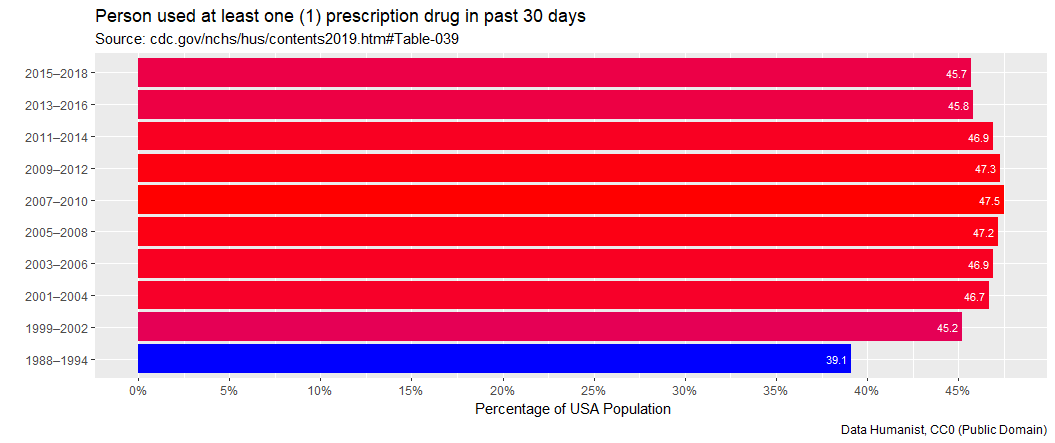 Person used at least one (1) prescription drug in past 30 days
Source: cdc.gov/nchs/hus/contents2019.htm#Table-039
2015–2018 45.7
2013–2016 45.8
2011–2014 46.9
2009–2012 47.3
2007–2010 47.5
2005–2008 47.2
2003–2006 46.9
2001–2004 46.7
1999–2002 45.2
1988–1994 39.1
0% 5% 10% 15% 20% 25% 30% 35% 40% 45%
Percentage of USA Population
Data Humanist, CC0 (Public Domain)